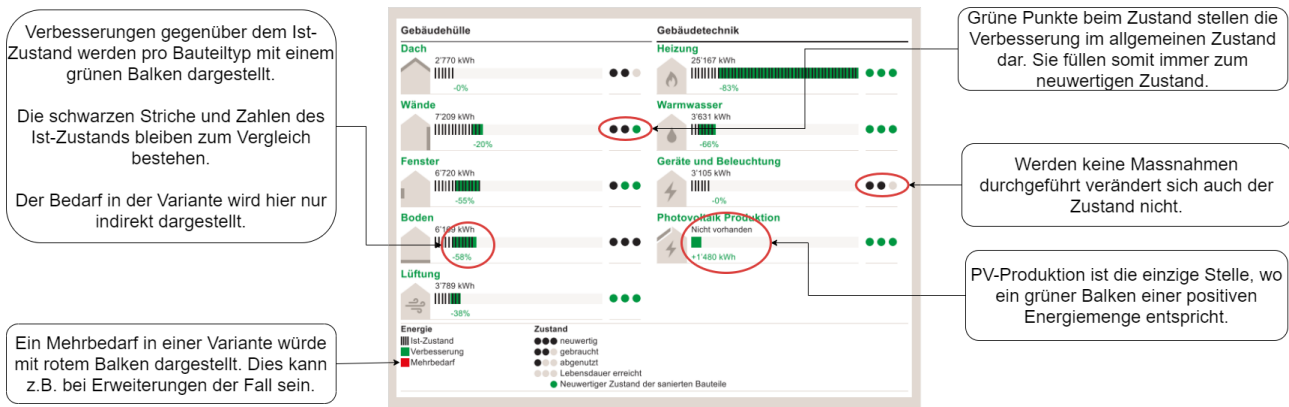 Verbesserungen gegenüber dem Ist-
Zustand werden pro Bauteiltyp mit einem
grünen Balken dargestellt.
Die schwarzen Striche und Zahlen des
Ist-Zustands bleiben zum Vergleich
bestehen.
Der Bedarf in der Variante wird hier nur
indirekt dargestellt.
Ein Mehrbedarf in einer Variante würde
mit rotem Balken dargestellt. Dies kann
z.B. bei Erweiterungen der Fall sein.
Gebäudehülle
Dach
2'770 kWh
-0%
Wände
7'209 kWh
-20%
Fenster
6'720 kWh
-55%
Boden
6'169 kWh
-58%
Lüftung
3'789 kWh
-38%
Gebäudetechnik
Heizung
25'167 kWh
-83%
Warmwasser
3'631 kWh
-66%
Geräte und Beleuchtung
3'105 kWh
-0%
Photovoltaik Produktion
Nicht vorhanden
+1'480 kWh
Energie
Ist-Zustand
Verbesserung
Mehrbedarf
Zustand
neuwertig
gebraucht
abgenutzt
Lebensdauer erreicht
Neuwertiger Zustand der sanierten Bauteile
Grüne Punkte beim Zustand stellen die
Verbesserung im allgemeinen Zustand
dar. Sie füllen somit immer zum
neuwertigen Zustand.
Werden keine Massnahmen
durchgeführt verändert sich auch der
Zustand nicht.
PV-Produktion ist die einzige Stelle, wo
ein grüner Balken einer positiven
Energiemenge entspricht.